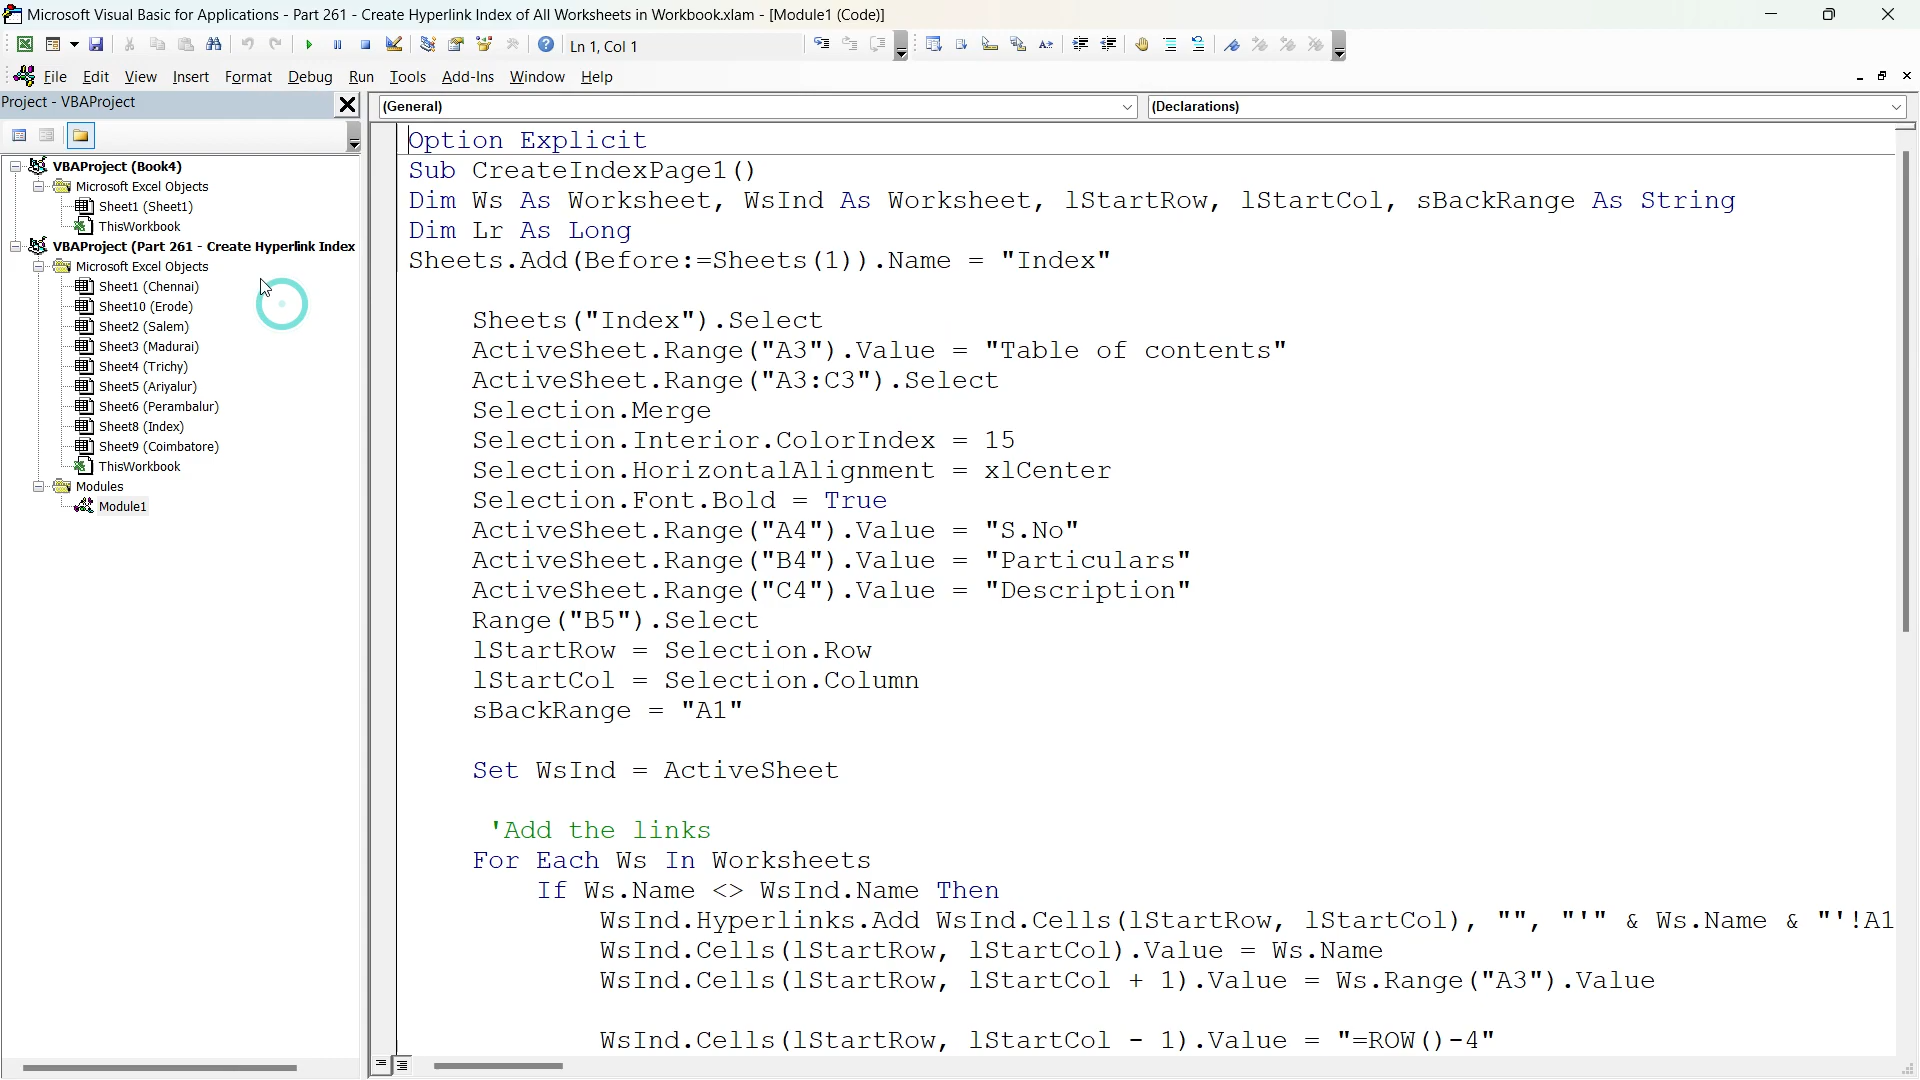 Microsoft Visual Basic for Applications - Part 261 - Create Hyperlink Index of All Worksheets in Workbook.xlam - [Module1 (Code)]
Ln 1, Col 1
File Edit View Insert Format Debug Run Tools Add-Ins Window Help
Project - VBAProject
(General)
(Declarations)
VBAProject (Book4)
Microsoft Excel Objects
Sheet1 (Sheet1)
ThisWorkbook
VBAProject (Part 261 - Create Hyperlink Index
Microsoft Excel Objects
Sheet1 (Chennai)
Sheet10 (Erode)
Sheet2 (Salem)
Sheet3 (Madurai)
Sheet4 (Trichy)
Sheet5 (Ariyalur)
Sheet6 (Perambalur)
Sheet8 (Index)
Sheet9 (Coimbatore)
ThisWorkbook
Modules
Module1
Option Explicit
Sub CreateIndexPage1()
Dim Ws As Worksheet, WsInd As Worksheet, lStartRow, lStartCol, sBackRange As String
Dim Lr As Long
Sheets.Add(Before:=Sheets(1)).Name = "Index"
Sheets("Index").Select
ActiveSheet.Range("A3").Value = "Table of contents"
ActiveSheet.Range("A3:C3").Select
Selection.Merge
Selection.Interior.ColorIndex = 15
Selection.HorizontalAlignment = xlCenter
Selection.Font.Bold = True
ActiveSheet.Range("A4").Value = "S.No"
ActiveSheet.Range("B4").Value = "Particulars"
ActiveSheet.Range("C4").Value = "Description"
Range("B5").Select
lStartRow = Selection.Row
lStartCol = Selection.Column
sBackRange = "A1"
Set WsInd = ActiveSheet
'Add the links
For Each Ws In Worksheets
If Ws.Name <> WsInd.Name Then
WsInd.Hyperlinks.Add WsInd.Cells(lStartRow, lStartCol), "", "'" & Ws.Name & "'!A1
WsInd.Cells(lStartRow, lStartCol).Value = Ws.Name
WsInd.Cells(lStartRow, lStartCol + 1).Value = Ws.Range("A3").Value
WsInd.Cells(lStartRow, lStartCol - 1).Value = "=ROW()-4"